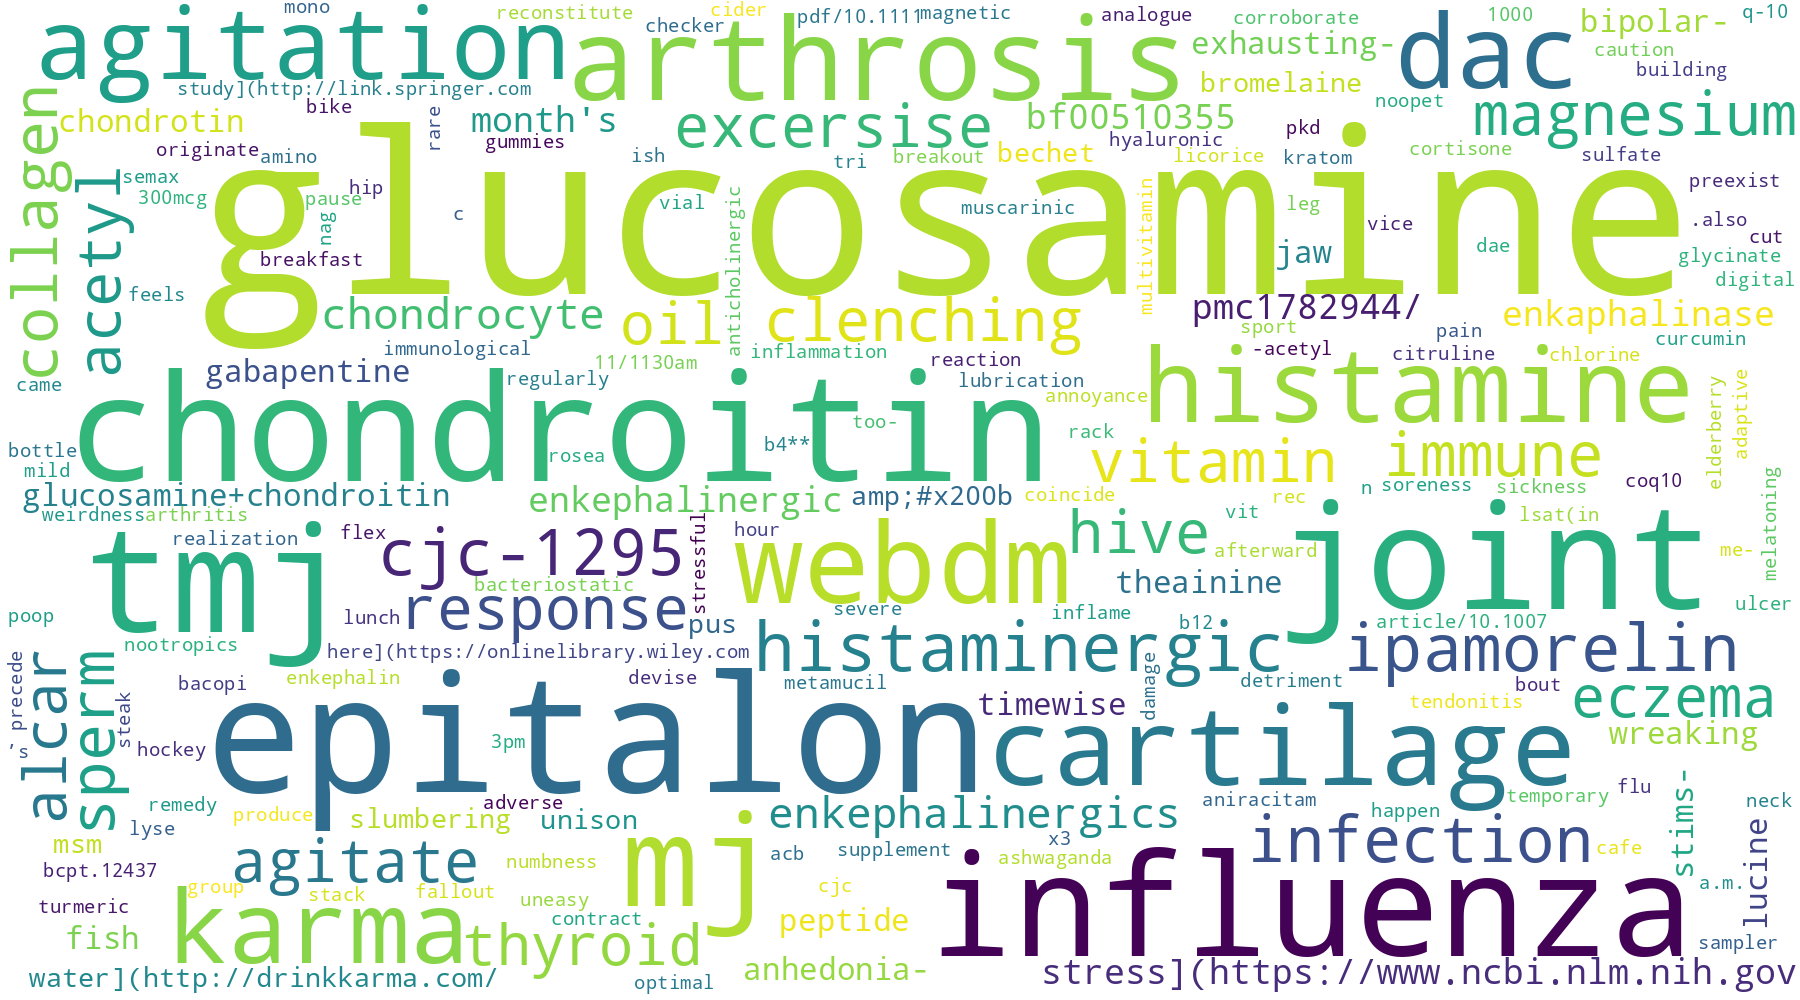 mono
reconstitute
cider
pdf/10.1111
magnetic
analogue
corroborate
1000
bipolar-
q-10
agitation
arthrosis
checker
exhausting-
dac
caution
building
study](http://link.springer.com
bromelaine
noopet
magnesium
collagen
chondrotin
bike
rare
month's
excersise
bf00510355
pkd
originate
amino
gummies
ish
tri
breakout
bechet
hyaluronic
licorice
kratom
cortisone
sulfate
acetyl
semax
300mcg
pause
hip
nag
c
glucosamine
vial
anticholinergic
muscarinic
multivitamin
leg
vice
dae
preexist
.also
cut
glycinate
digital
breakfast
jaw
feels
chondrocyte
oil
clenching
pmc1782944/
enkaphalinase
sport
pain
immunological
11/1130am
inflammation
reaction
-acetyl
citruline
chlorine
curcumin
came
gabapentine
regularly
lubrication
annoyance
histamine
elderberry
adaptive
chondroitin
too-
rack
bottle
mild
rosea
b4**
vitamin
immune
glucosamine+chondroitin
enkephalinergic
amp;#x200b
coincide
rec
n
soreness
sickness
coq10
melatoning
weirdness
arthritis
realization
flex
cjc-1295
stressful
hour
webdm
hive
vit
afterward
joint
lsat(in
me-
tmj
bacteriostatic
theainine
response
pus
severe
inflame
b12
article/10.1007
ulcer
poop
lunch
nootropics
here](https://onlinelibrary.wiley.com
histaminergic
ipamorelin
precede
’s
alcar
sperm
steak
bacopi
enkephalin
devise
metamucil
damage
detriment
bout
eczema
timewise
tendonitis
hockey
epitalon
3pm
cartilage
wreaking
remedy
produce
adverse
aniracitam
temporary
flu
stims-
neck
lyse
slumbering
unison
enkephalinergics
happen
msm
agitate
numbness
mj
acb
supplement
x3
ashwaganda
infection
cafe
lucine
bcpt.12437
group
stack
fallout
uneasy
cjc
influenza
a.m.
turmeric
karma
contract
peptide
fish
thyroid
sampler
water](http://drinkkarma.com/
optimal
anhedonia-
stress](https://www.ncbi.nlm.nih.gov